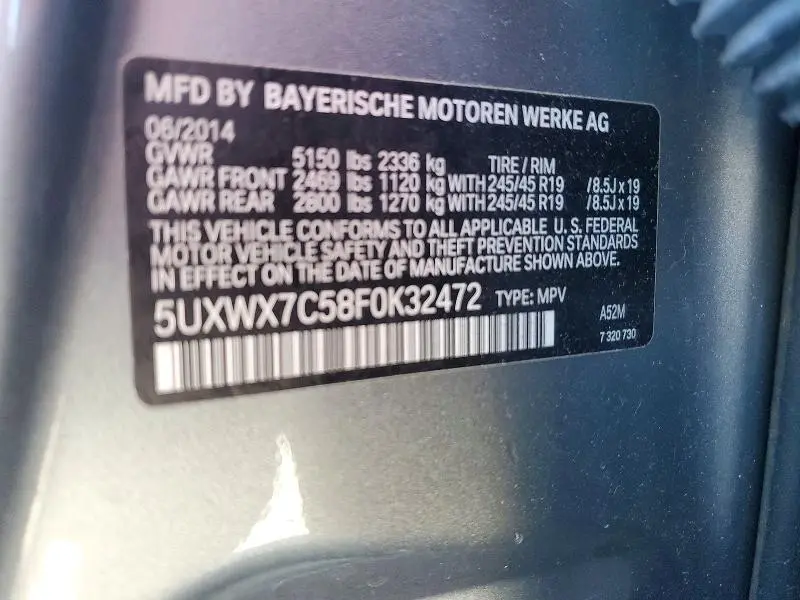 MFD BY BAYERISCHE MOTOREN WERKE AG
06/2014
GVWR 5150 lbs 2336 kg TIRE / RIM
GAWR FRONT 2469 lbs 1120 kg WITH 245/45 R19 / 8.5J x 19
GAWR REAR 2800 lbs 1270 kg WITH 245/45 R19 / 8.5J x 19
THIS VEHICLE CONFORMS TO ALL APPLICABLE U. S. FEDERAL
MOTOR VEHICLE SAFETY AND THEFT PREVENTION STANDARDS
IN EFFECT ON THE DATE OF MANUFACTURE SHOWN ABOVE.
5UXWX7C58F0K32472 TYPE: MPV A52M
7 320 730